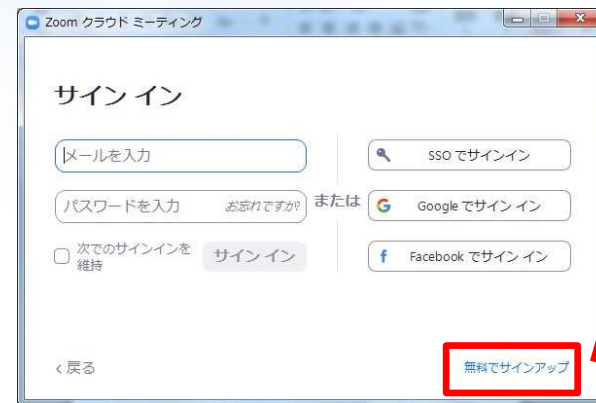 Zoom クラウド ミーティング
サイン イン
メールを入力
パスワードを入力 お忘れですか?
または
次でのサインインを
維持
サイン イン
SSO でサインイン
Google でサイン イン
Facebook でサイン イン
< 戻る
無料でサインアップ